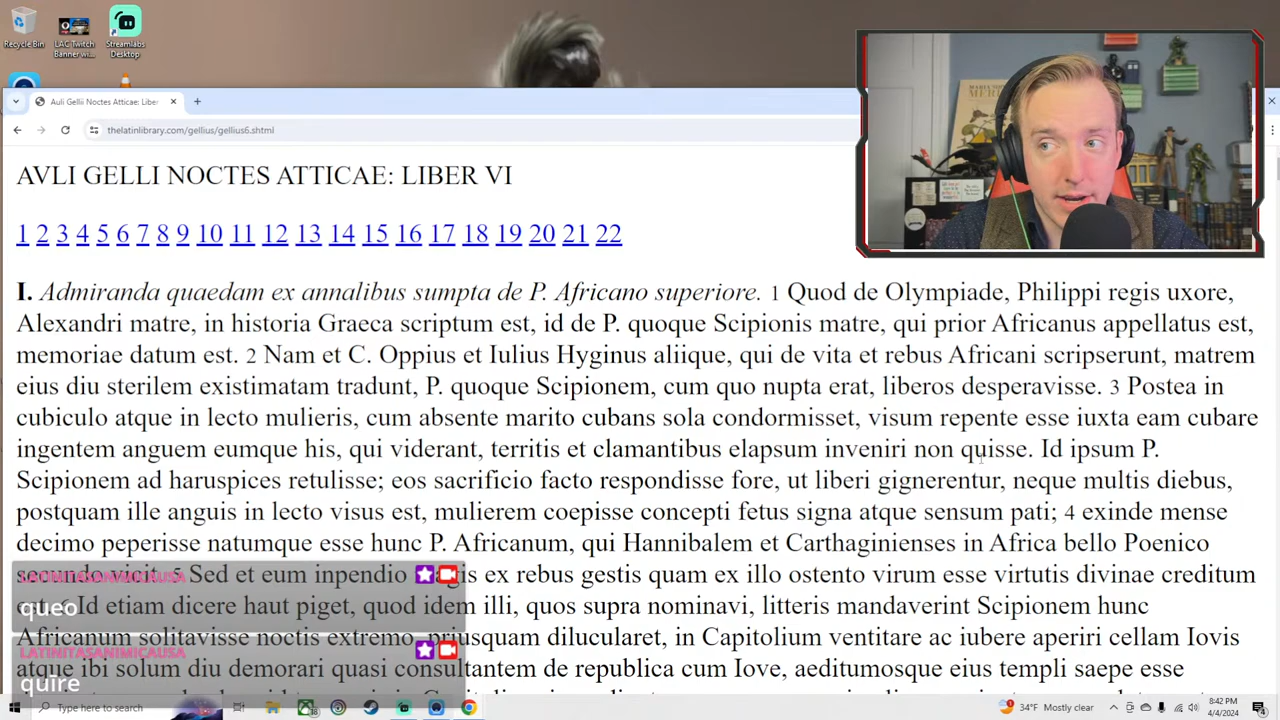 Recycle Bin
LAC Twitch
Banner wi...
Streamlabs
Desktop
Auli Gellii Noctes Atticae: Liber
thelatinlibrary.com/gellius/gellius6.shtml
AVLI GELLI NOCTES ATTICAE: LIBER VI
1 2 3 4 5 6 7 8 9 10 11 12 13 14 15 16 17 18 19 20 21 22
I. Admiranda quaedam ex annalibus sumpta de P. Africano superiore. 1 Quod de Olympiade, Philippi regis uxore,
Alexandri matre, in historia Graeca scriptum est, id de P. quoque Scipionis matre, qui prior Africanus appellatus est,
memoriae datum est. 2 Nam et C. Oppius et Iulius Hyginus aliique, qui de vita et rebus Africani scripserunt, matrem
eius diu sterilem existimatam tradunt, P. quoque Scipionem, cum quo nupta erat, liberos desperavisse. 3 Postea in
cubiculo atque in lecto mulieris, cum absente marito cubans sola condormisset, visum repente esse iuxta eam cubare
ingentem anguem eumque his, qui viderant, territis et clamantibus elapsum inveniri non quisse. Id ipsum P.
Scipionem ad haruspices retulisse; eos sacrificio facto respondisse fore, ut liberi gignerentur, neque multis diebus,
postquam ille anguis in lecto visus est, mulierem coepisse concepti fetus signa atque sensum pati; 4 exinde mense
decimo peperisse natumque esse hunc P. Africanum, qui Hannibalem et Carthaginienses in Africa bello Poenico
secundo vicit. 5 Sed et eum inpendio magis ex rebus gestis quam ex illo ostento virum esse virtutis divinae creditum
est. 6 Id etiam dicere haut piget, quod idem illi, quos supra nominavi, litteris mandaverint Scipionem hunc
Africanum solitavisse noctis extremo, priusquam dilucularet, in Capitolium ventitare ac iubere aperiri cellam Iovis
atque ibi solum diu demorari quasi consultantem de republica cum Iove, aeditumosque eius templi saepe esse
LATINITASANIMICAUSA
queo
LATINITASANIMICAUSA
quire
Type here to search
34°F Mostly clear
8:42 PM
4/4/2024